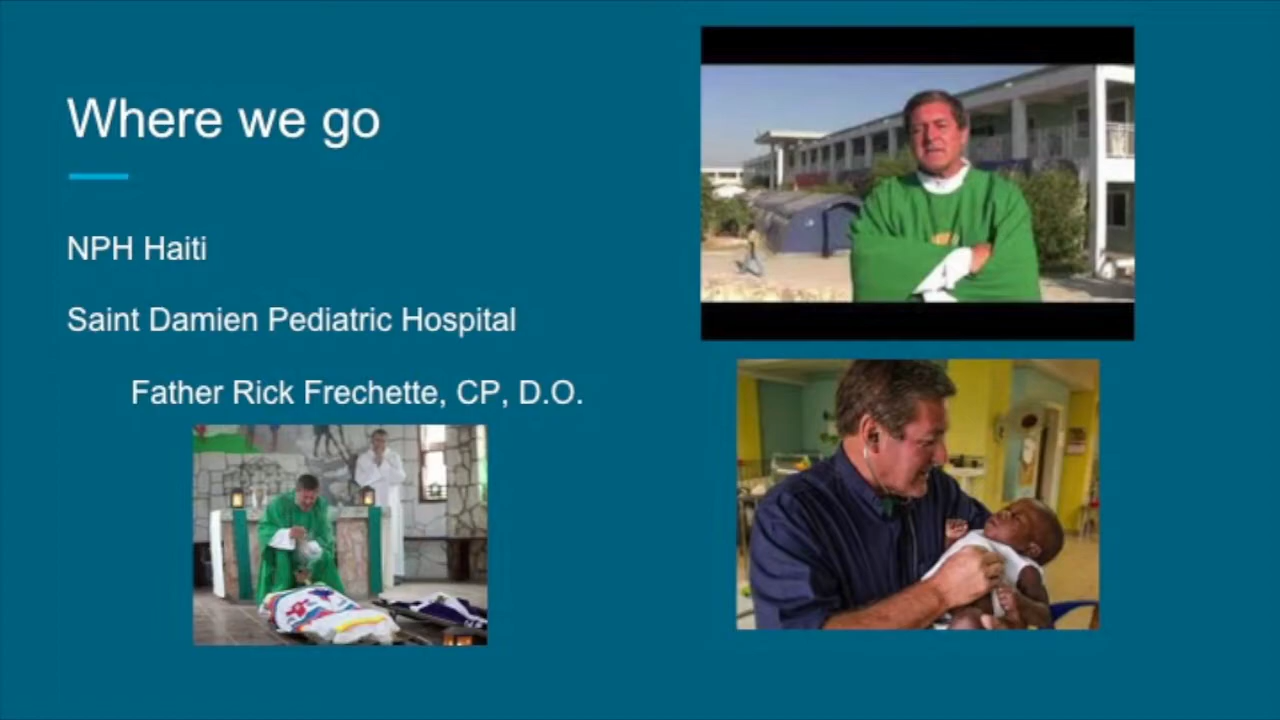 Where we go
NPH Haiti
Saint Damien Pediatric Hospital
Father Rick Frechette, CP, D.O.